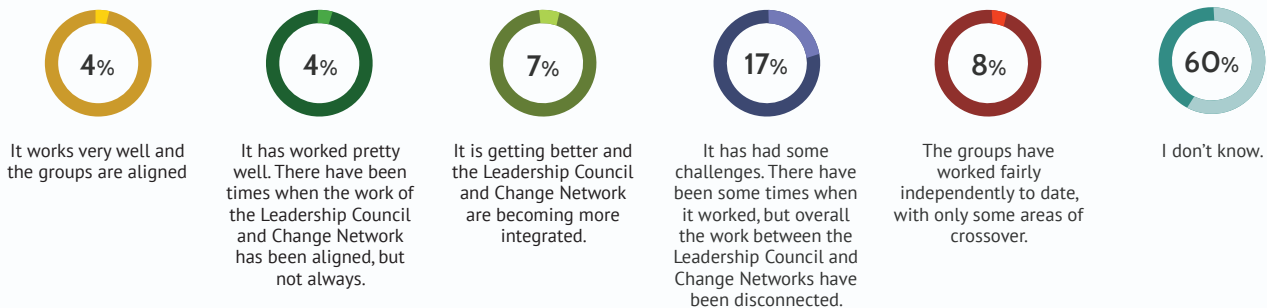 4%
It works very well and
the groups are aligned
4%
It has worked pretty
well. There have been
times when the work of
the Leadership Council
and Change Network
has been aligned, but
not always.
7%
It is getting better and
the Leadership Council
and Change Network
are becoming more
integrated.
17%
It has had some
challenges. There have
been some times when
it worked, but overall
the work between the
Leadership Council and
Change Networks have
been disconnected.
8%
The groups have
worked fairly
independently to date,
with only some areas of
crossover.
60%
I don't know.